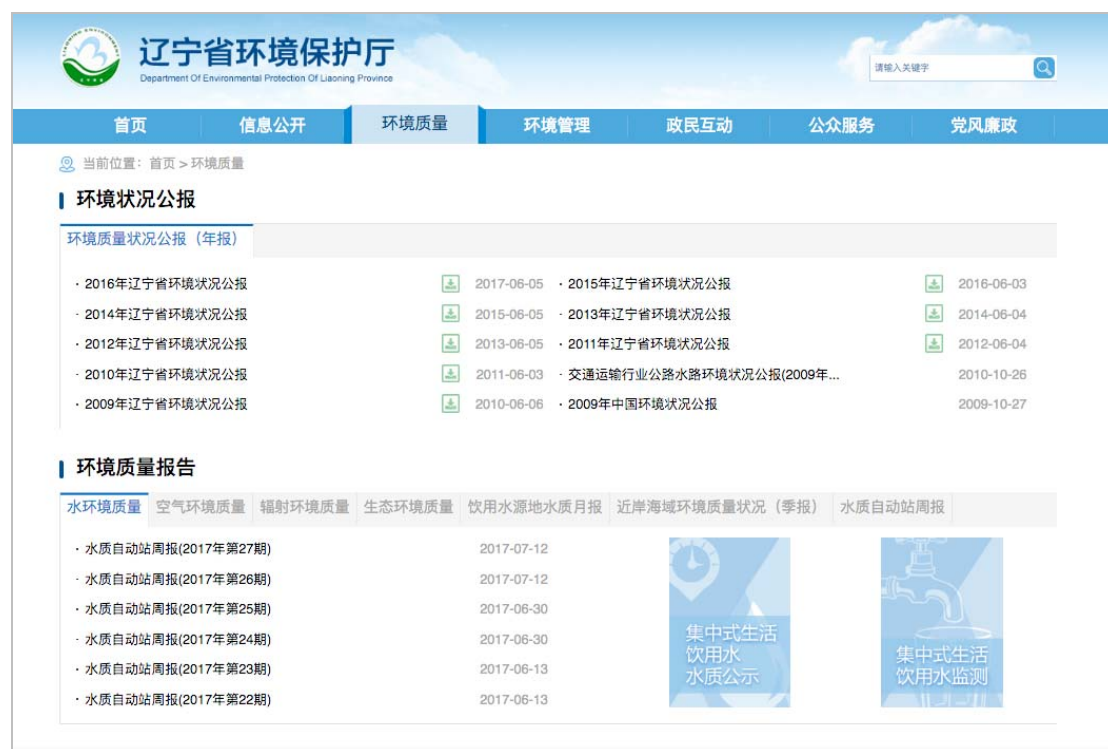 辽宁省环境保护厅
Department Of Environmental Protection Of Liaoning Province
请输入关键字
首页 信息公开 环境质量 环境管理 政民互动 公众服务 党风廉政
当前位置：首页 > 环境质量
环境状况公报
环境质量状况公报（年报）
· 2016年辽宁省环境状况公报 2017-06-05 · 2015年辽宁省环境状况公报 2016-06-03
· 2014年辽宁省环境状况公报 2015-06-05 · 2013年辽宁省环境状况公报 2014-06-04
· 2012年辽宁省环境状况公报 2013-06-05 · 2011年辽宁省环境状况公报 2012-06-04
· 2010年辽宁省环境状况公报 2011-06-03 · 交通运输行业公路水路环境状况公报(2009年... 2010-10-26
· 2009年辽宁省环境状况公报 2010-06-06 · 2009年中国环境状况公报 2009-10-27
环境质量报告
水环境质量 空气环境质量 辐射环境质量 生态环境质量 饮用水源地水质月报 近岸海域环境质量状况（季报） 水质自动站周报
· 水质自动站周报(2017年第27期) 2017-07-12
· 水质自动站周报(2017年第26期) 2017-07-12
· 水质自动站周报(2017年第25期) 2017-06-30
· 水质自动站周报(2017年第24期) 2017-06-30
· 水质自动站周报(2017年第23期) 2017-06-13
· 水质自动站周报(2017年第22期) 2017-06-13
集中式生活
饮用水
水质公示
集中式生活
饮用水监测